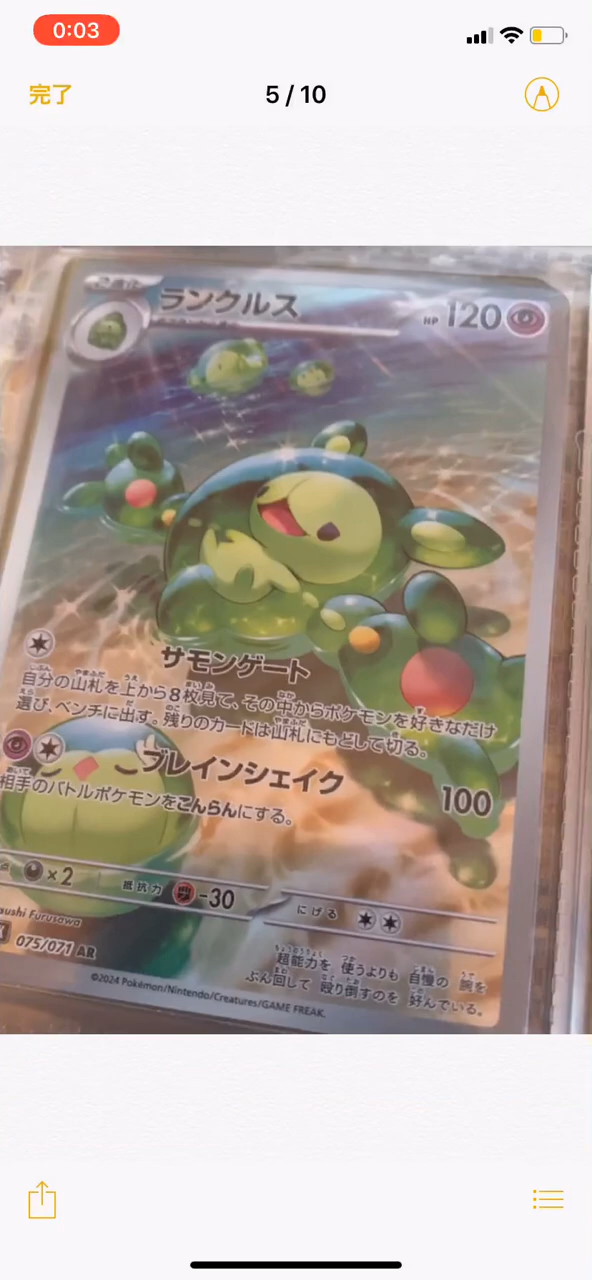 0:03
完了
5 / 10
2進化
ランクルス
HP 120
サモンゲート
自分の山札を上から8枚見て、その中からポケモンを好きなだけ
選び、ベンチに出す。残りのカードは山札にもどして切る。
ブレインシェイク 100
相手のバトルポケモンをこんらんにする。
点 ×2 抵抗力 -30 にげる
sushi Furusawa
075/071 AR
超能力を 使うよりも 自慢の 腕を
ぶん回して 殴り倒すのを 好んでいる。
©2024 Pokémon/Nintendo/Creatures/GAME FREAK.